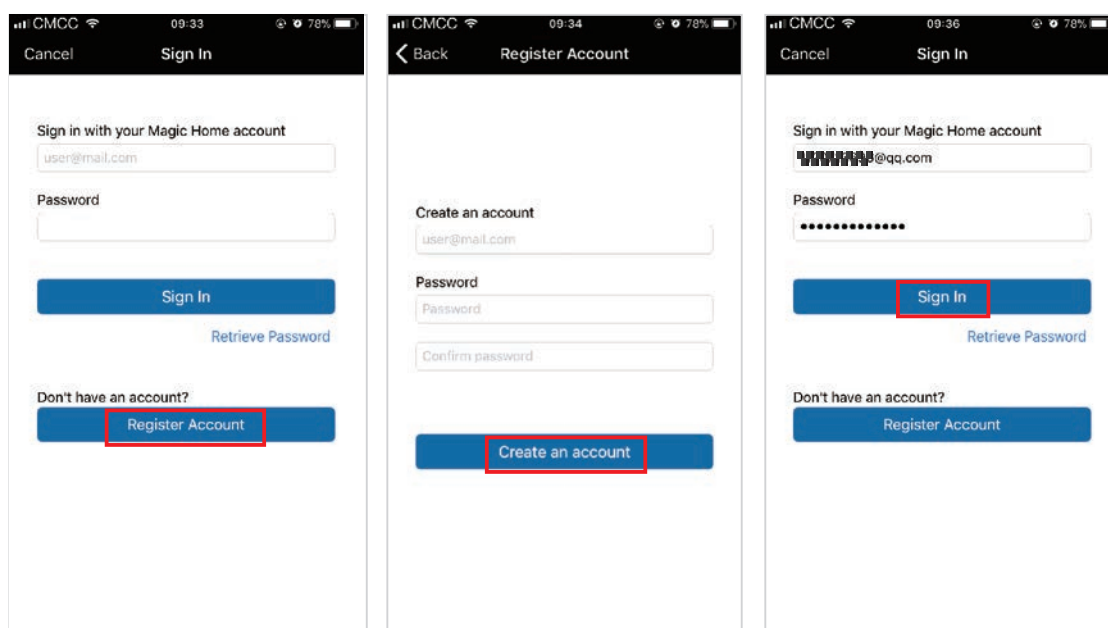 CMCC 09:33 78%
Cancel Sign In
Sign in with your Magic Home account
user@mail.com
Password
Sign In
Retrieve Password
Don't have an account?
Register Account
CMCC 09:34 78%
Back Register Account
Create an account
user@mail.com
Password
Password
Confirm password
Create an account
CMCC 09:36 78%
Cancel Sign In
Sign in with your Magic Home account
@qq.com
Password
Sign In
Retrieve Password
Don't have an account?
Register Account